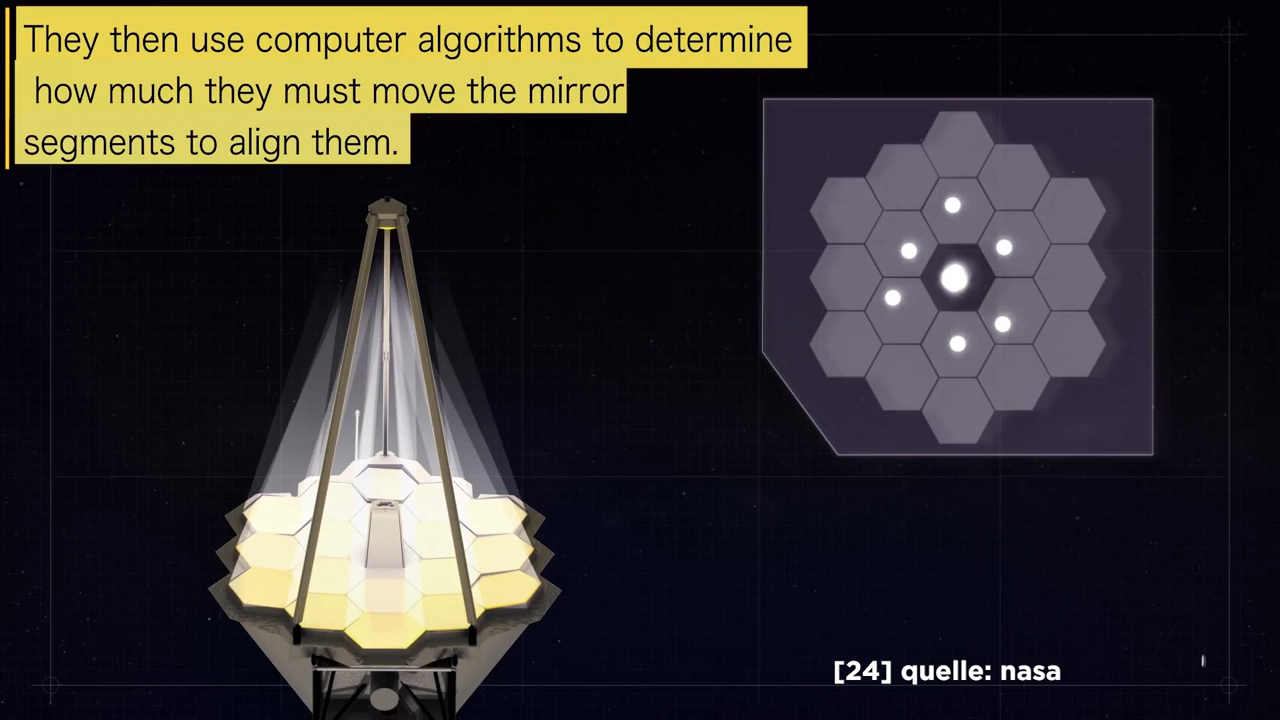 They then use computer algorithms to determine
how much they must move the mirror
segments to align them.
[24] quelle: nasa